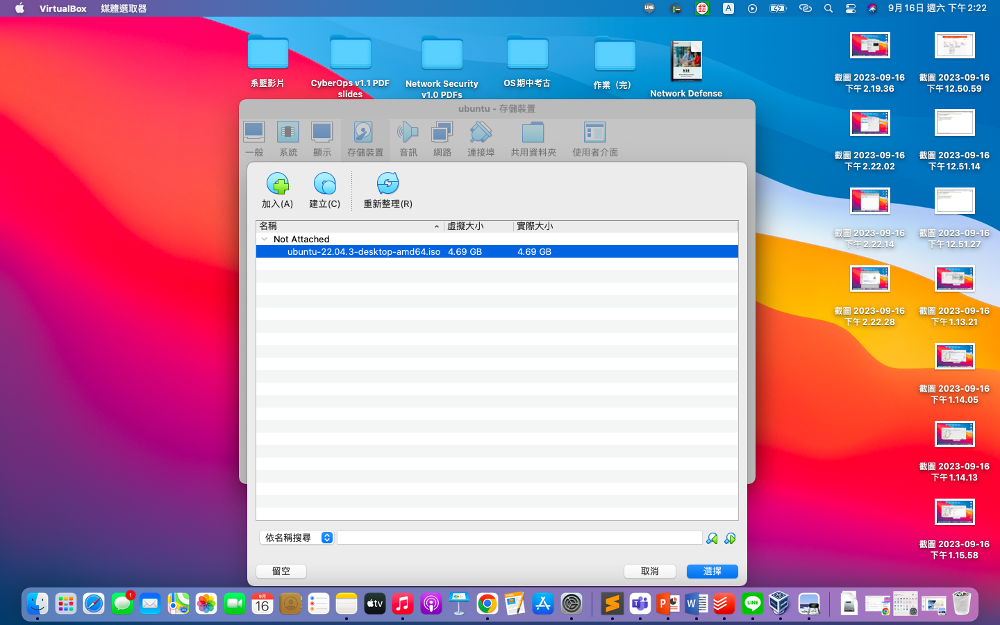 VirtualBox 媒體選取器
LINE
A
9月16日 週六 下午2:22
系籃影片
CyberOps v1.1 PDF
slides
Network Security
v1.0 PDFs
OS期中考古
作業（完）
NDE
Network Defense
截圖 2023-09-16
下午2.19.36
截圖 2023-09-16
下午12.50.59
截圖 2023-09-16
下午2.22.02
截圖 2023-09-16
下午12.51.14
截圖 2023-09-16
下午2.22.14
截圖 2023-09-16
下午12.51.27
截圖 2023-09-16
下午2.22.28
截圖 2023-09-16
下午1.13.21
截圖 2023-09-16
下午1.14.05
截圖 2023-09-16
下午1.14.13
截圖 2023-09-16
下午1.15.58
ubuntu - 存儲裝置
一般 系統 顯示 存儲裝置 音訊 網路 連接埠 共用資料夾 使用者介面
加入(A) 建立(C) 重新整理(R)
名稱 虛擬大小 實際大小
Not Attached
ubuntu-22.04.3-desktop-amd64.iso 4.69 GB 4.69 GB
依名稱搜尋
留空 取消 選擇
1
9月
16
tv
LINE